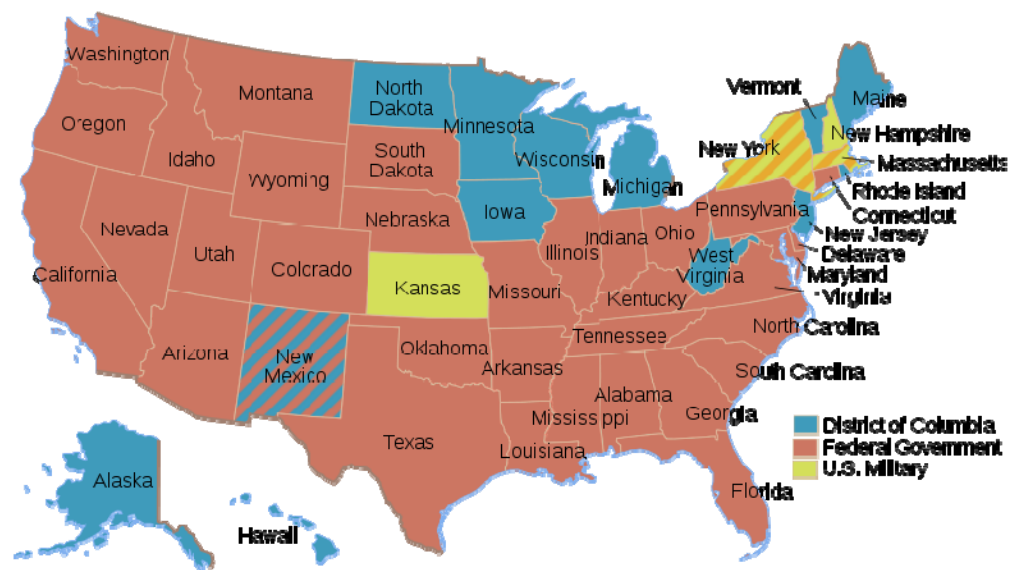 Washington
Montana
North
Dakota
Minnesota
Vermont
Maine
Oregon
Idaho
South
Dakota
Wisconsin
New York
New Hampshire
Massachusetts
Wyoming
Michigan
Rhode Island
Connecticut
Nebraska
Iowa
Pennsylvania
New Jersey
Nevada
Utah
Illinois
Indiana
Ohio
Delaware
Colorado
West
Virginia
Maryland
California
Kansas
Missouri
Kentucky
Virginia
North Carolina
Tennessee
Arizona
New
Mexico
Oklahoma
Arkansas
South Carolina
Alabama
Mississippi
Georgia
Texas
Louisiana
District of Columbia
Federal Government
U.S. Military
Alaska
Florida
Hawaii